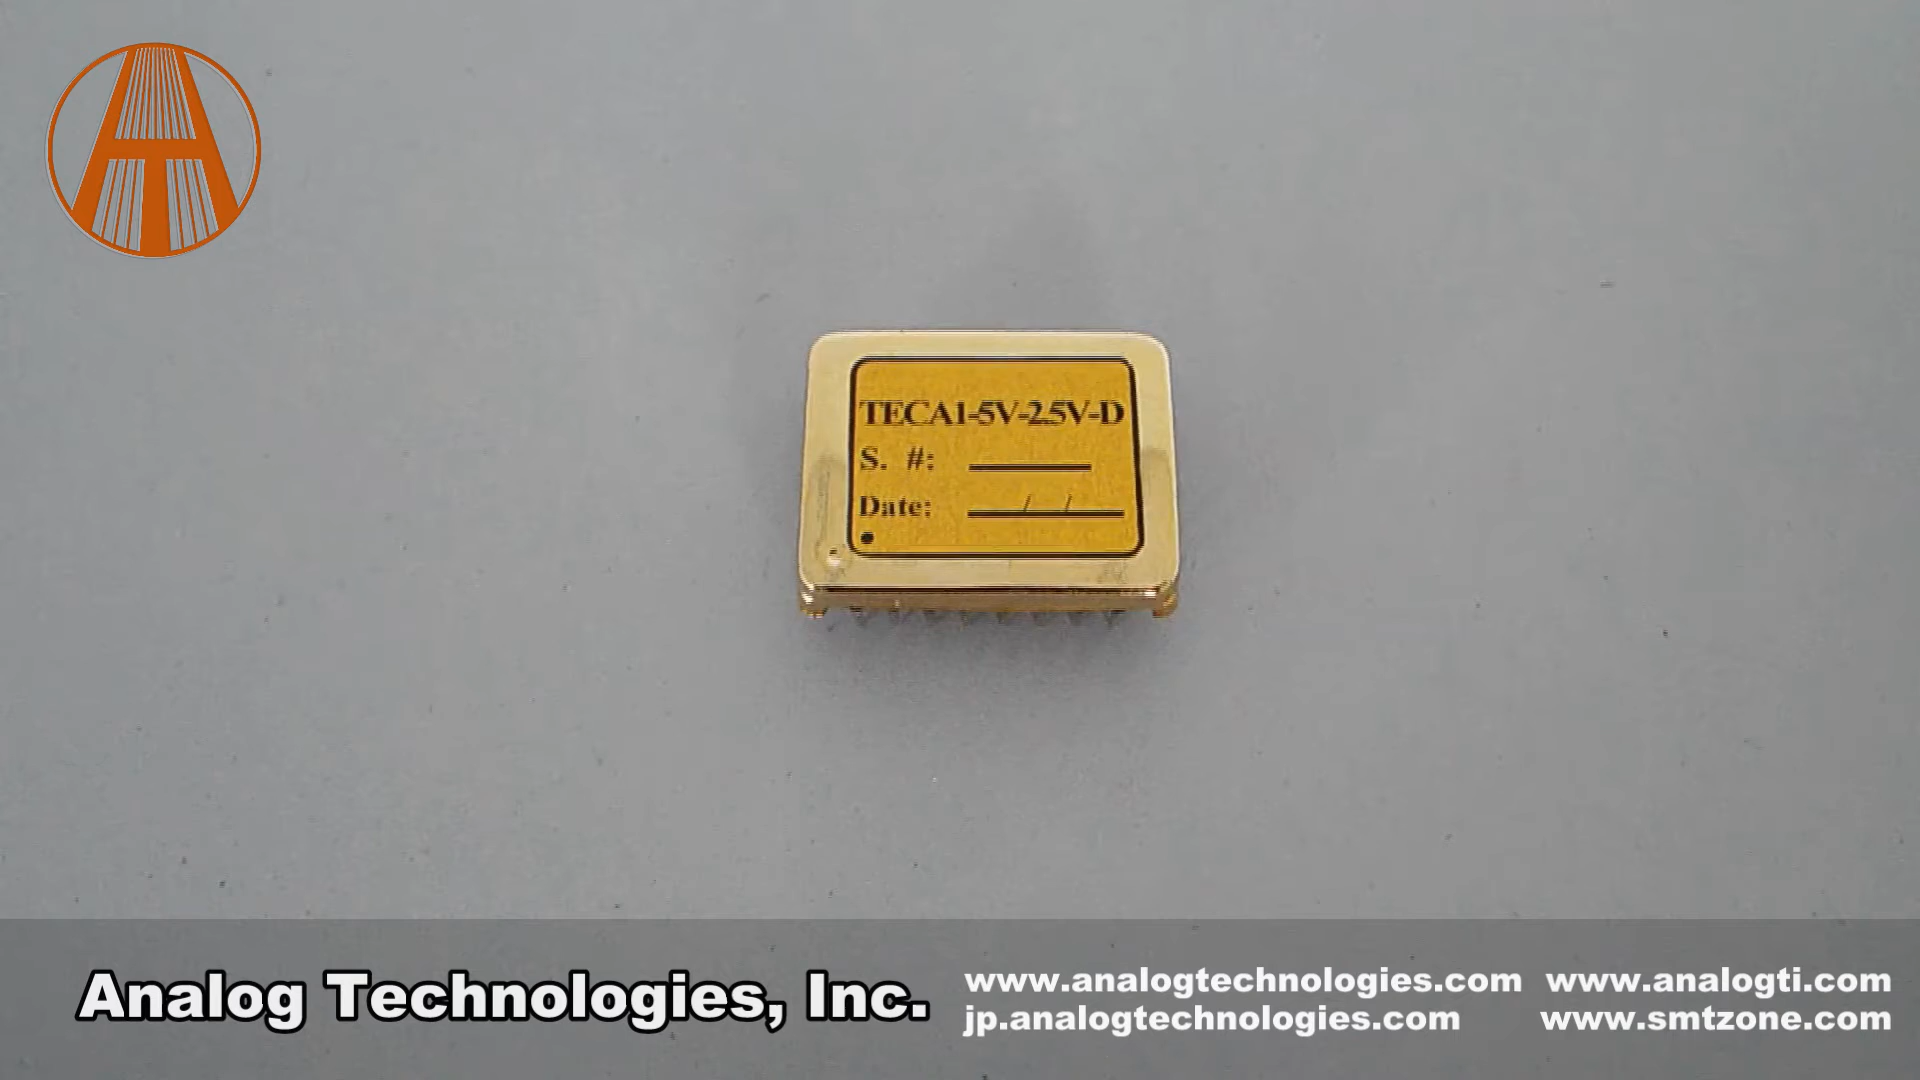 TECA1-5V-2.5V-D
S. #:
Date: / /
Analog Technologies, Inc.
www.analogtechnologies.com www.analogti.com
jp.analogtechnologies.com www.smtzone.com